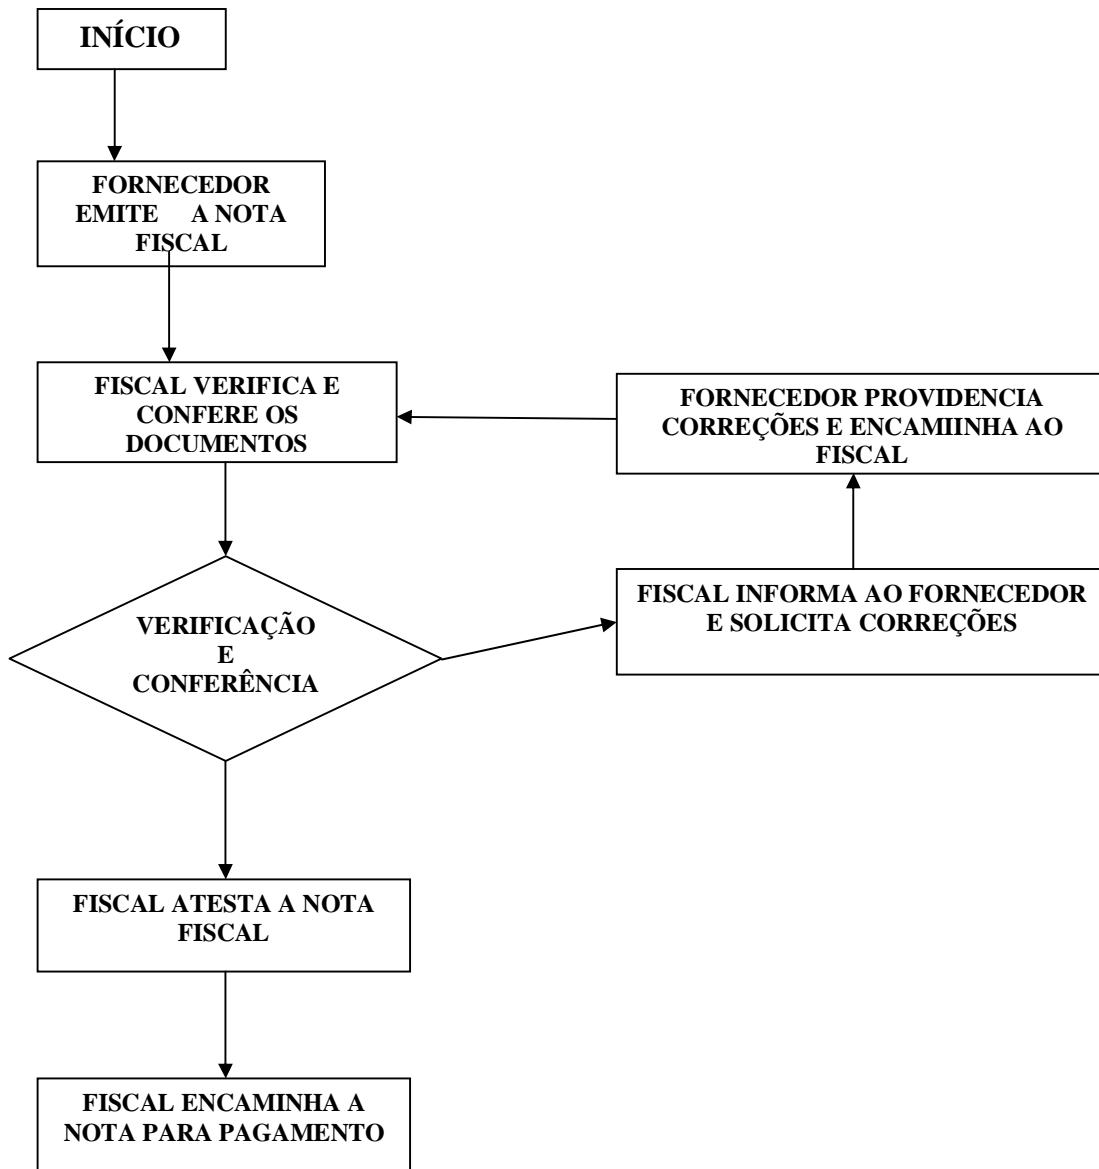 INÍCIO
FORNECEDOR
EMITE A NOTA
FISCAL
FISCAL VERIFICA E
CONFERE OS
DOCUMENTOS
FORNECEDOR PROVIDENCIA
CORREÇÕES E ENCAMIINHA AO
FISCAL
FISCAL INFORMA AO FORNECEDOR
E SOLICITA CORREÇÕES
VERIFICAÇÃO
E
CONFERÊNCIA
FISCAL ATESTA A NOTA
FISCAL
FISCAL ENCAMINHA A
NOTA PARA PAGAMENTO